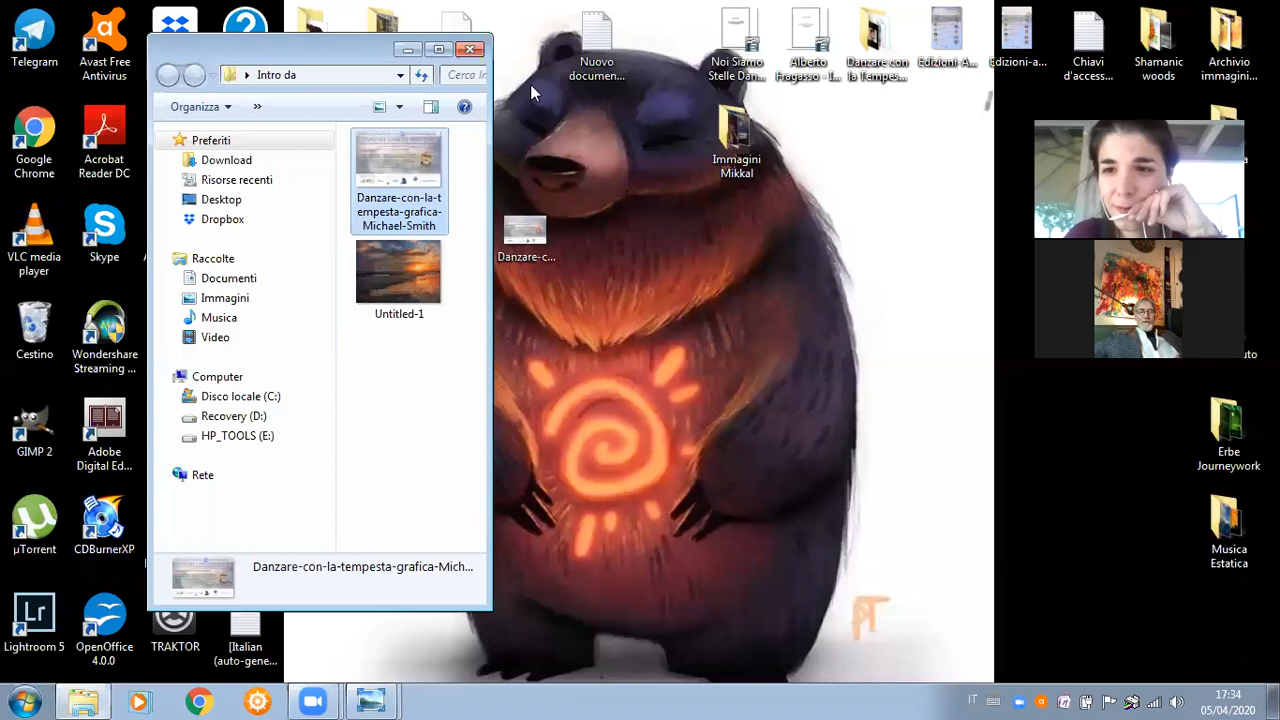 Telegram
Avast Free
Antivirus
Google
Chrome
Acrobat
Reader DC
VLC media
player
Skype
Cestino
Wondershare
Streaming ...
GIMP 2
Adobe
Digital Ed...
µTorrent
CDBurnerXP
Lightroom 5
OpenOffice
4.0.0
TRAKTOR
[Italian
(auto-gene...
Intro da
Cerca In
Organizza
»
Preferiti
Download
Risorse recenti
Desktop
Dropbox
Raccolte
Documenti
Immagini
Musica
Video
Computer
Disco locale (C:)
Recovery (D:)
HP_TOOLS (E:)
Rete
Danzare-con-la-t
empesta-grafica-
Michael-Smith
Untitled-1
Danzare-con-la-tempesta-grafica-Mich...
Danzare-c...
Nuovo
documen...
Noi Siamo
Stelle Dan...
Alberto
Fragasso - I...
Danzare con
la Tempes...
Edizioni-A...
Edizioni-a...
Chiavi
d'access...
Shamanic
woods
Archivio
immagini...
Immagini
Mikkal
Erbe
Journeywork
Musica
Estatica
PT
IT
17:34
05/04/2020